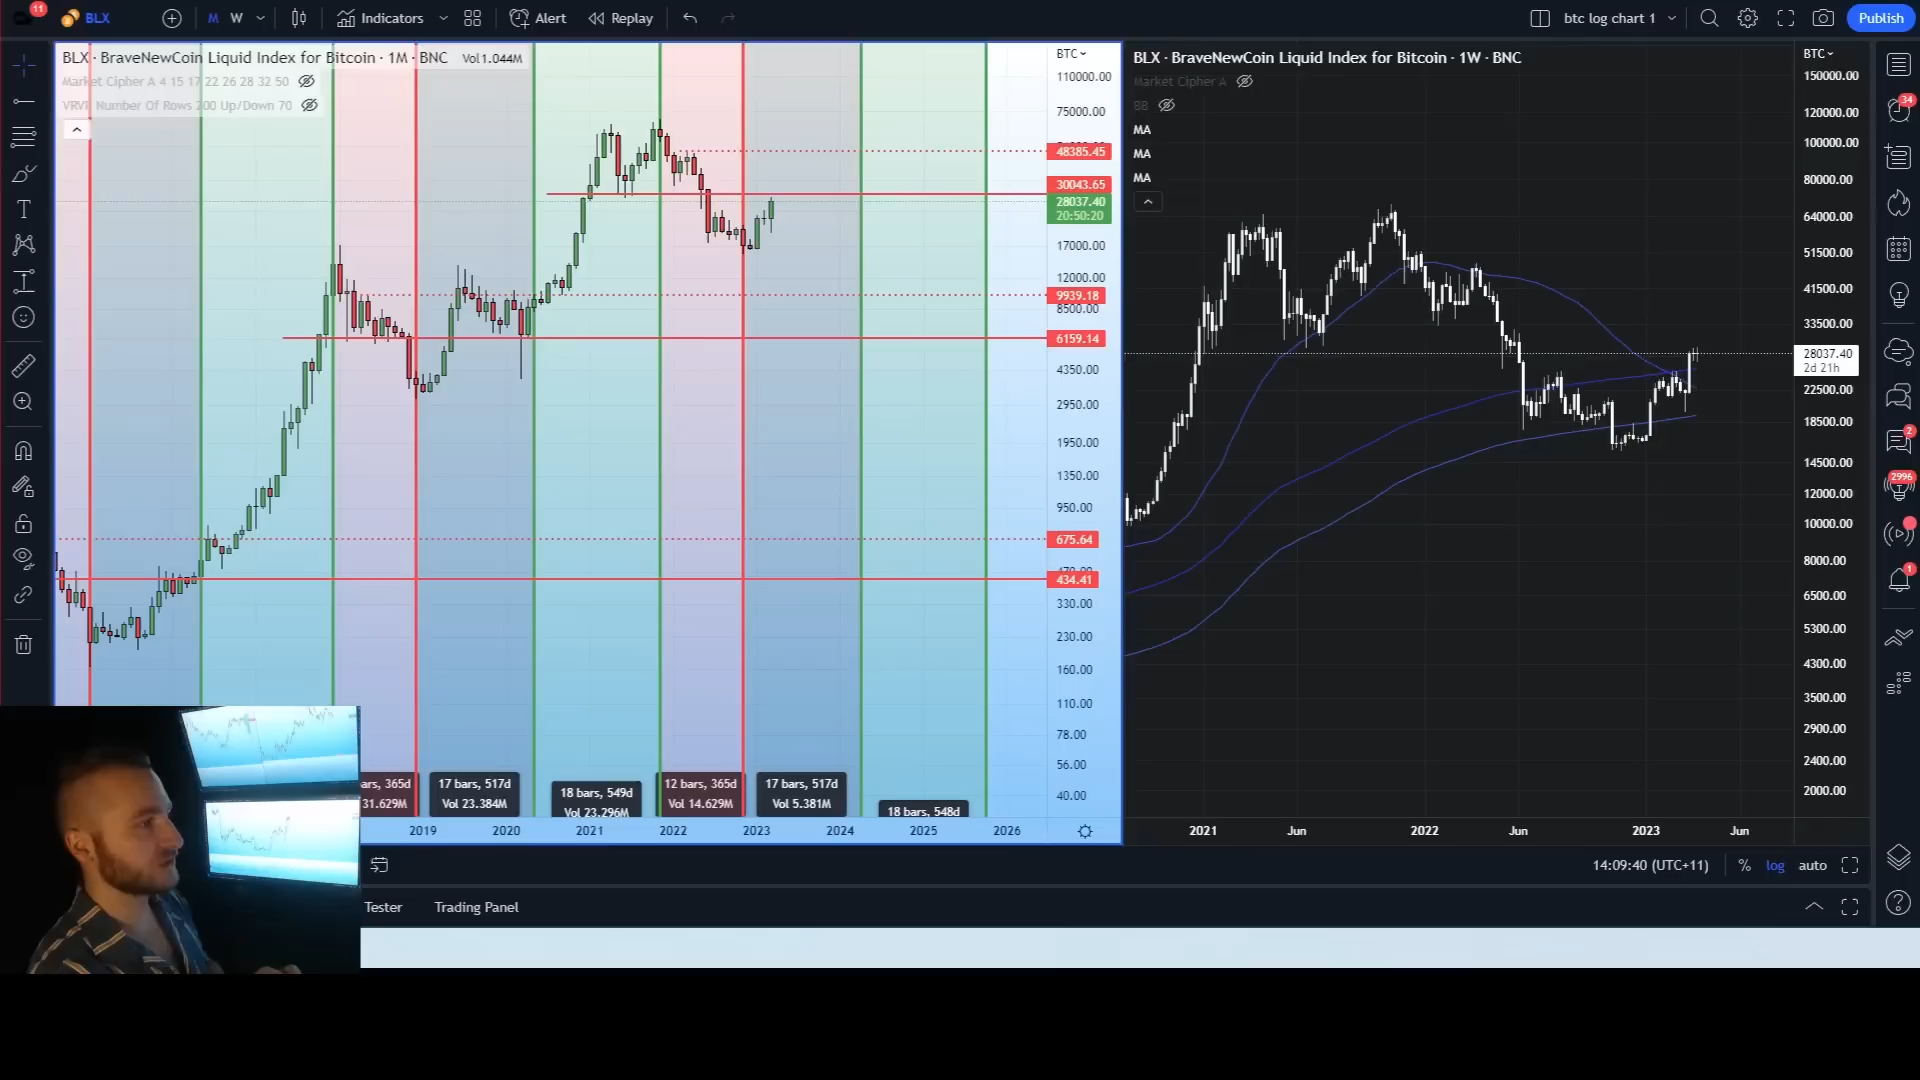 11
BLX
M W
Indicators
Alert
Replay
btc log chart 1
Publish
BLX · BraveNewCoin Liquid Index for Bitcoin · 1M · BNC Vol1.044M
Market Cipher A 4 15 17 22 26 28 32 50
VRVP Number Of Rows 200 Up/Down 70
BTC
110000.00
75000.00
48385.45
30043.65
28037.40
20:50:20
17000.00
12000.00
9939.18
8500.00
6159.14
4350.00
2950.00
1950.00
1350.00
950.00
675.64
470.00
434.41
330.00
230.00
160.00
110.00
78.00
56.00
40.00
ars, 365d
31.629M
17 bars, 517d
Vol 23.384M
18 bars, 549d
Vol 23.296M
12 bars, 365d
Vol 14.629M
17 bars, 517d
Vol 5.381M
18 bars, 548d
2019 2020 2021 2022 2023 2024 2025 2026
BLX · BraveNewCoin Liquid Index for Bitcoin · 1W · BNC
Market Cipher A
BB
MA
MA
MA
BTC
150000.00
120000.00
100000.00
80000.00
64000.00
51500.00
41500.00
33500.00
28037.40
2d 21h
22500.00
18500.00
14500.00
12000.00
10000.00
8000.00
6500.00
5300.00
4300.00
3500.00
2900.00
2400.00
2000.00
2021 Jun 2022 Jun 2023 Jun
34
2
2996
1
14:09:40 (UTC+11) % log auto
Tester Trading Panel